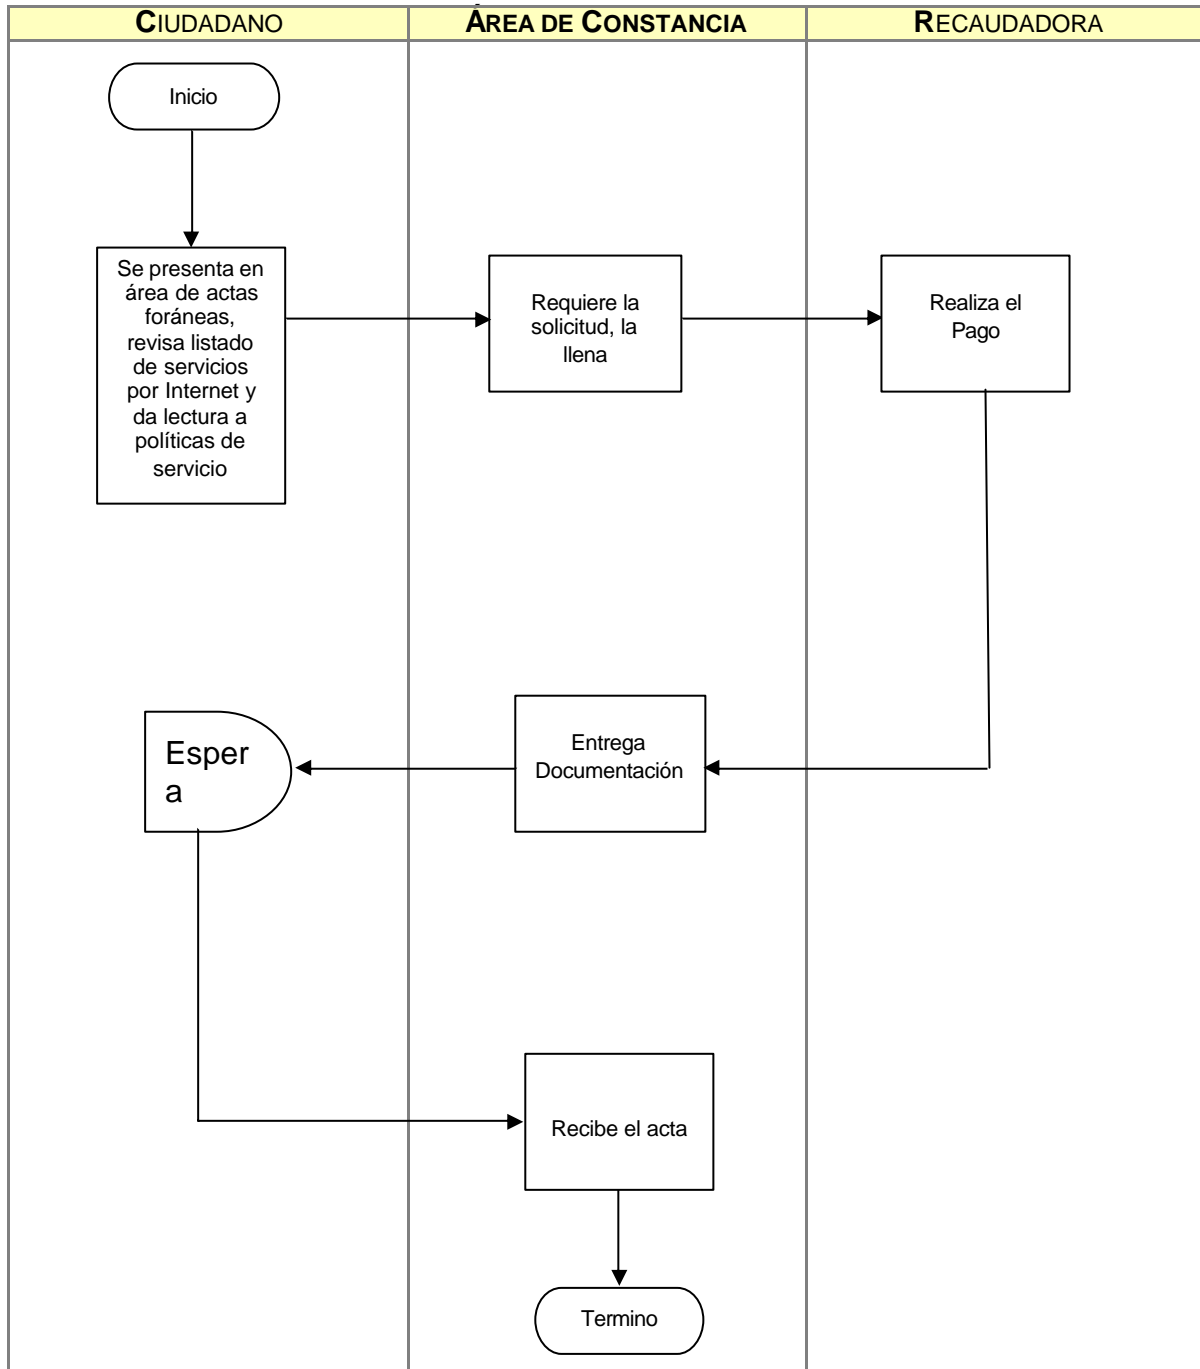 CIUDADANO
ÁREA DE CONSTANCIA
RECAUDADORA
Inicio
Se presenta en
área de actas
foráneas,
revisa listado
de servicios
por Internet y
da lectura a
políticas de
servicio
Requiere la
solicitud, la
llena
Realiza el
Pago
Esper
a
Entrega
Documentación
Recibe el acta
Termino